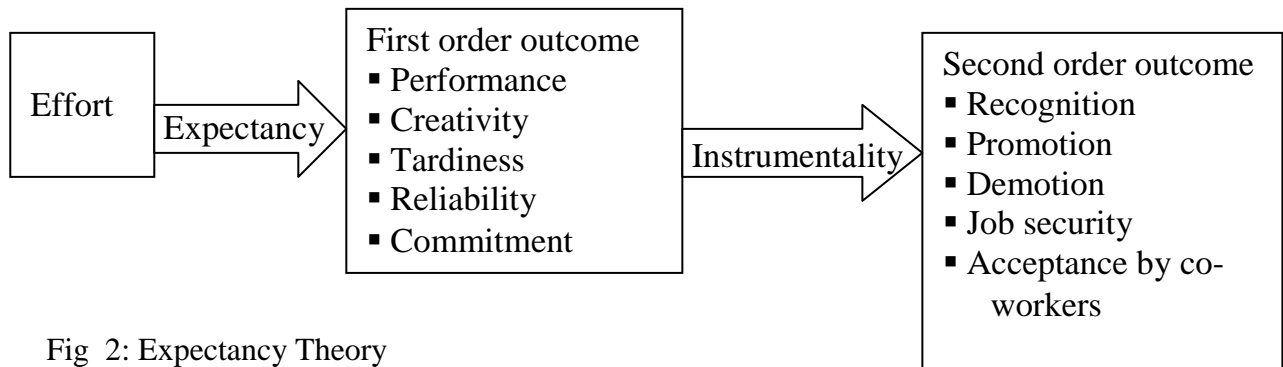 Effort
Expectancy
First order outcome
▪ Performance
▪ Creativity
▪ Tardiness
▪ Reliability
▪ Commitment
Instrumentality
Second order outcome
▪ Recognition
▪ Promotion
▪ Demotion
▪ Job security
▪ Acceptance by co-
workers
Fig 2: Expectancy Theory